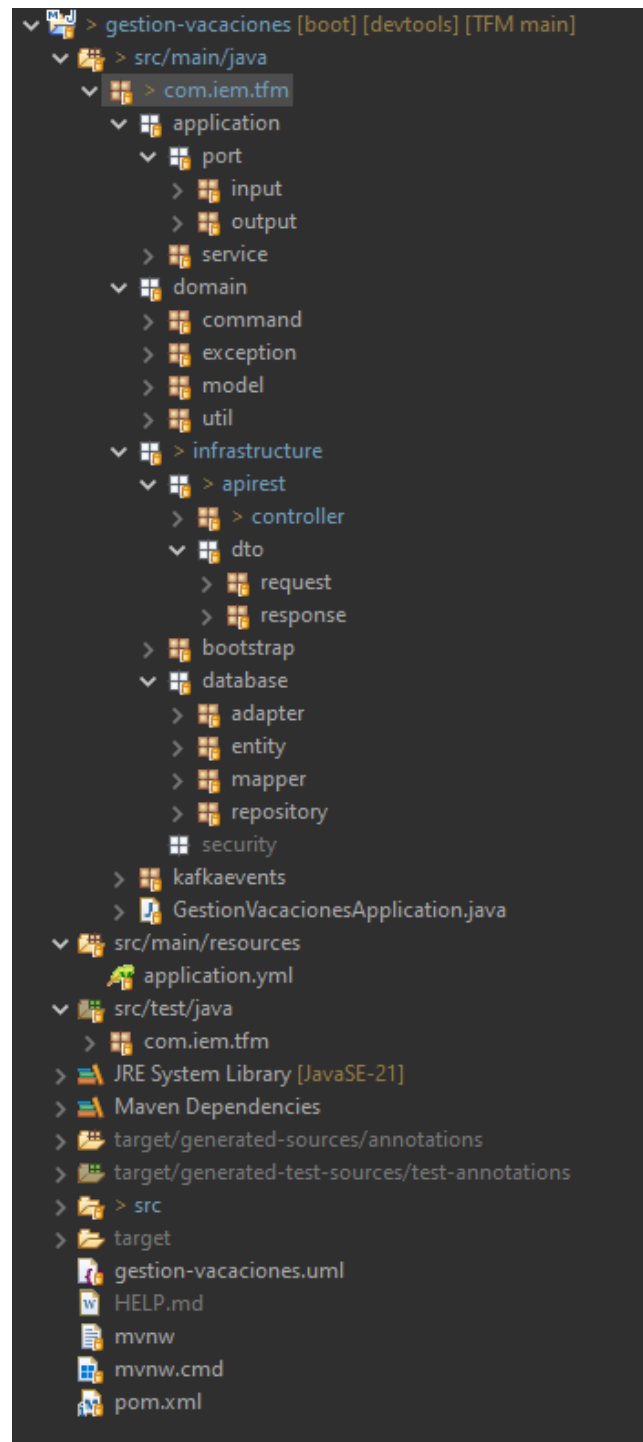 > gestion-vacaciones [boot] [devtools] [TFM main]
> src/main/java
> com.iem.tfm
application
port
input
output
service
domain
command
exception
model
util
> infrastructure
> apirest
> controller
dto
request
response
bootstrap
database
adapter
entity
mapper
repository
security
kafkaevents
GestionVacacionesApplication.java
src/main/resources
application.yml
src/test/java
com.iem.tfm
JRE System Library [JavaSE-21]
Maven Dependencies
target/generated-sources/annotations
target/generated-test-sources/test-annotations
> src
target
gestion-vacaciones.uml
HELP.md
mvnw
mvnw.cmd
pom.xml